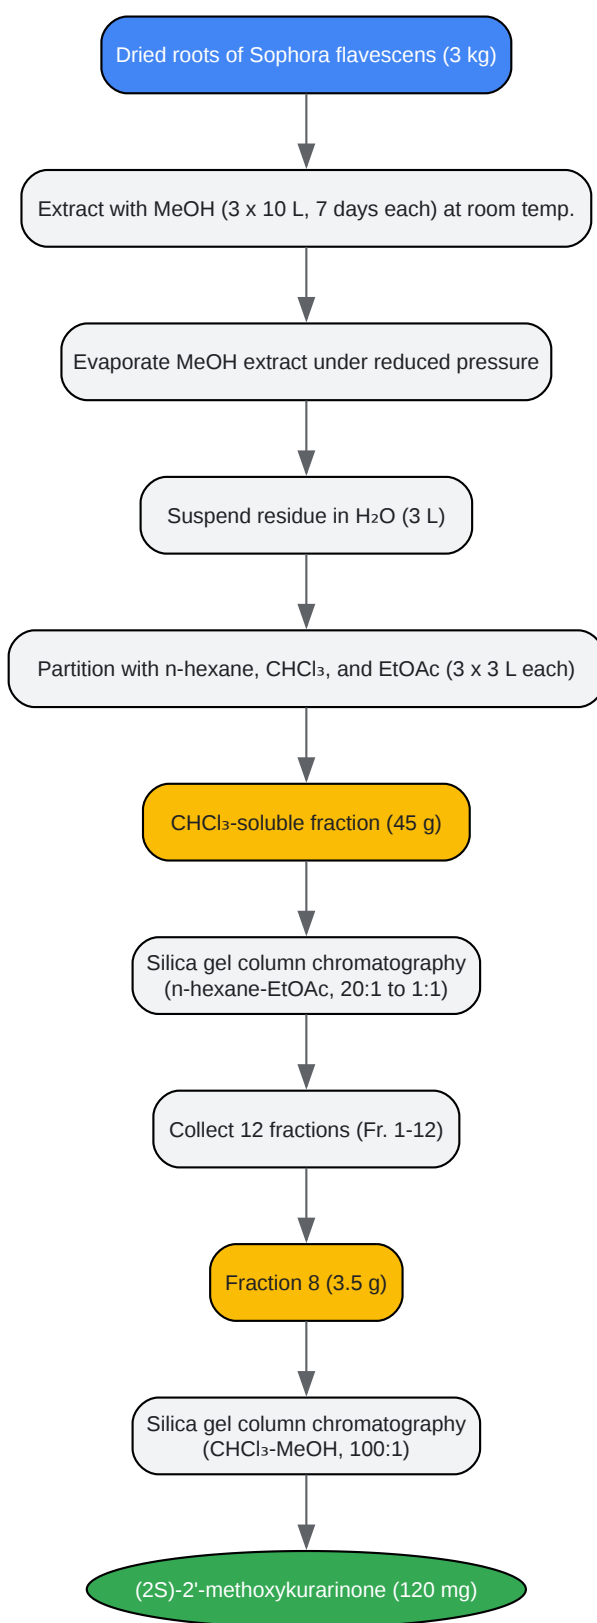 Dried roots of Sophora flavescens (3 kg)
Extract with MeOH (3 x 10 L, 7 days each) at room temp.
Evaporate MeOH extract under reduced pressure
Suspend residue in H₂O (3 L)
Partition with n-hexane, CHCl₃, and EtOAc (3 x 3 L each)
CHCl₃-soluble fraction (45 g)
Silica gel column chromatography
(n-hexane-EtOAc, 20:1 to 1:1)
Collect 12 fractions (Fr. 1-12)
Fraction 8 (3.5 g)
Silica gel column chromatography
(CHCl₃-MeOH, 100:1)
(2S)-2'-methoxykurarinone (120 mg)